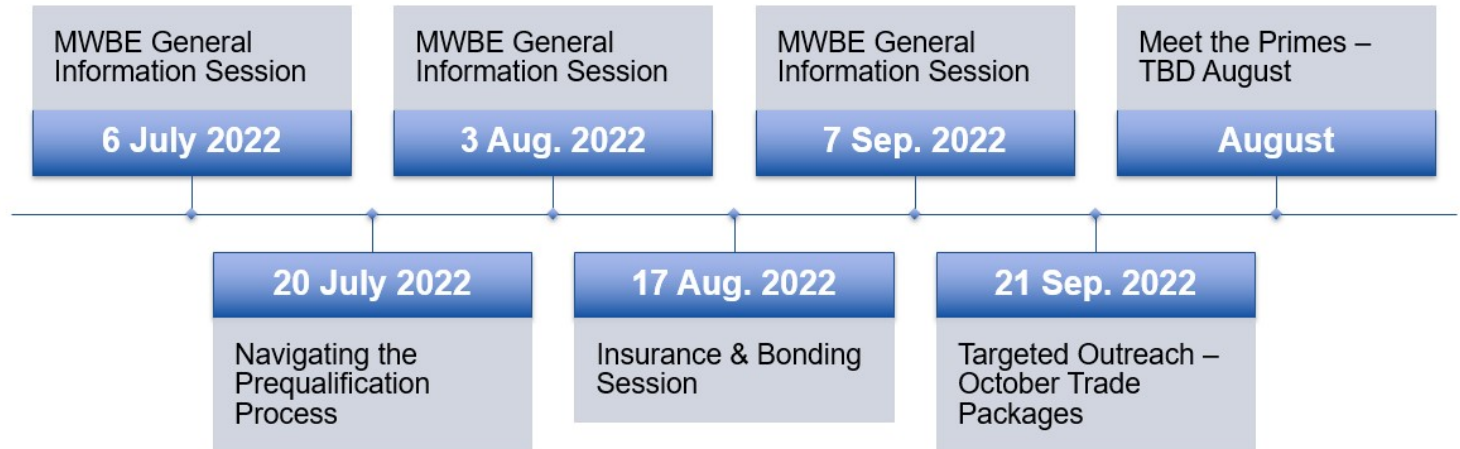 MWBE General
Information Session
6 July 2022
MWBE General
Information Session
3 Aug. 2022
MWBE General
Information Session
7 Sep. 2022
Meet the Primes –
TBD August
August
20 July 2022
Navigating the
Prequalification
Process
17 Aug. 2022
Insurance & Bonding
Session
21 Sep. 2022
Targeted Outreach –
October Trade
Packages